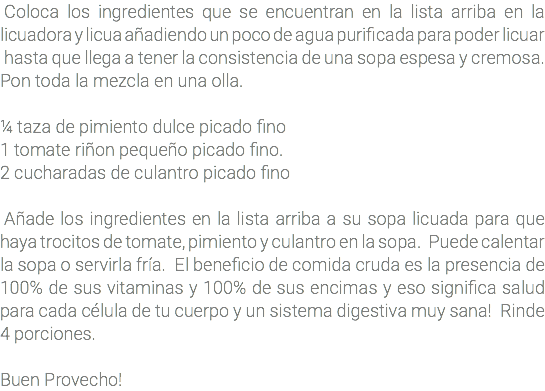 Coloca los ingredientes que se encuentran en la lista arriba en la
licuadora y licua añadiendo un poco de agua purificada para poder licuar
hasta que llega a tener la consistencia de una sopa espesa y cremosa.
Pon toda la mezcla en una olla.
¼ taza de pimiento dulce picado fino
1 tomate riñon pequeño picado fino.
2 cucharadas de culantro picado fino
Añade los ingredientes en la lista arriba a su sopa licuada para que
haya trocitos de tomate, pimiento y culantro en la sopa.  Puede calentar
la sopa o servirla fría.  El beneficio de comida cruda es la presencia de
100% de sus vitaminas y 100% de sus encimas y eso significa salud
para cada célula de tu cuerpo y un sistema digestiva muy sana!  Rinde
4 porciones.
Buen Provecho!